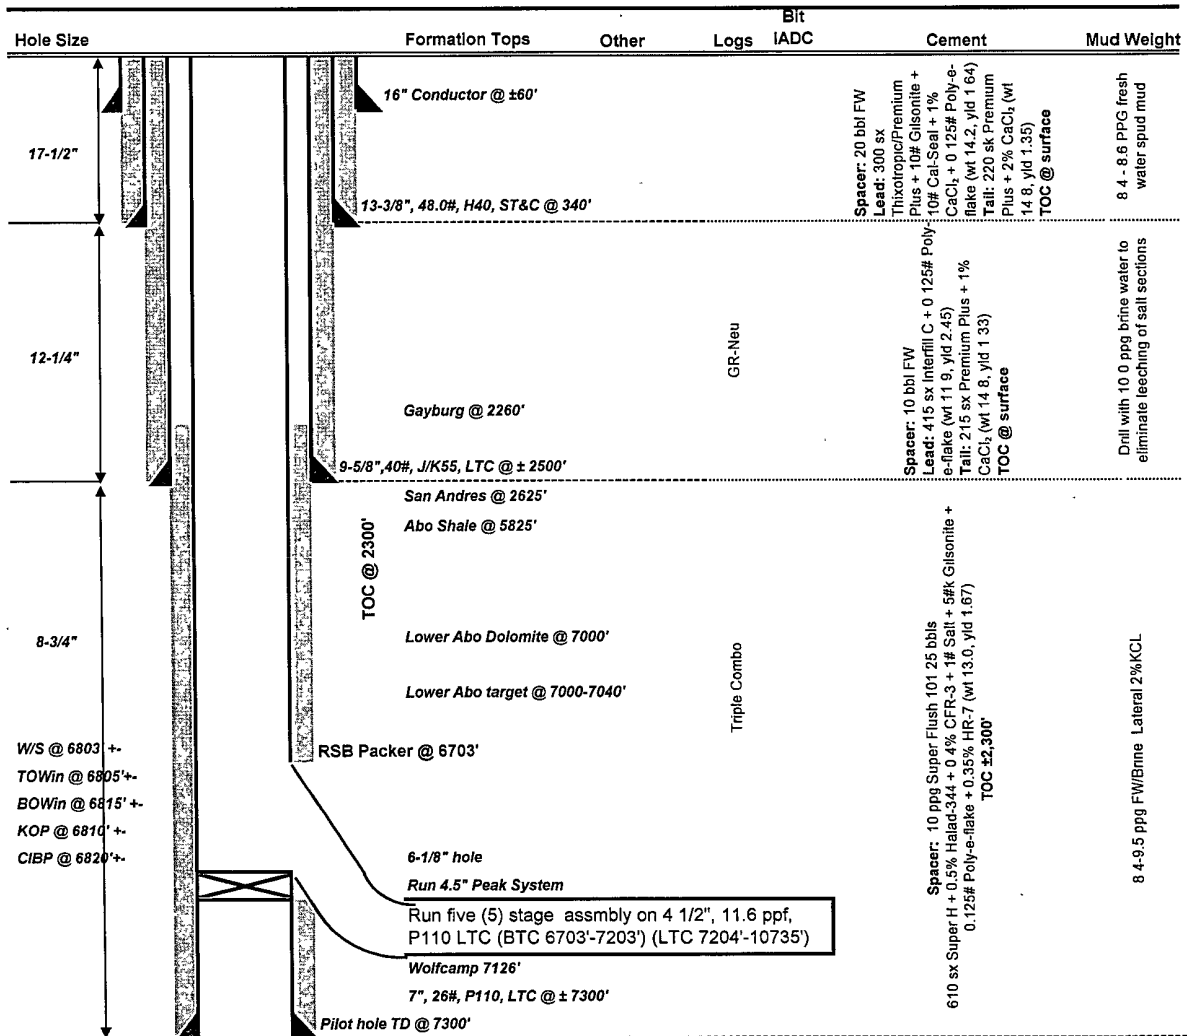 Hole Size
Formation Tops
Other
Logs
Bit
IADC
Cement
Mud Weight
17-1/2"
16" Conductor @ ±60'
13-3/8", 48.0#, H40, ST&C @ 340'
Spacer: 20 bbl FW
Lead: 300 sx
Thixotropic/Premium
Plus + 10# Gilsonite +
10# Cal-Seal + 1%
CaCl₂ + 0 125# Poly-e-
flake (wt 14.2, yld 1 64)
Tail: 220 sk Premium
Plus + 2% CaCl₂ (wt
14 8, yld 1.35)
TOC @ surface
8 4 - 8.6 PPG fresh
water spud mud
12-1/4"
Gayburg @ 2260'
9-5/8",40#, J/K55, LTC @ ± 2500'
GR-Neu
Spacer: 10 bbl FW
Lead: 415 sx Interfill C + 0 125# Poly-
e-flake (wt 11 9, yld 2.45)
Tail: 215 sx Premium Plus + 1%
CaCl₂ (wt 14 8, yld 1 33)
TOC @ surface
Drill with 10 0 ppg brine water to
eliminate leeching of salt sections
8-3/4"
San Andres @ 2625'
Abo Shale @ 5825'
TOC @ 2300'
Lower Abo Dolomite @ 7000'
Lower Abo target @ 7000-7040'
Triple Combo
Spacer: 10 ppg Super Flush 101 25 bbls
610 sx Super H + 0.5% Halad-344 + 0 4% CFR-3 + 1# Salt + 5#k Gilsonite +
0.125# Poly-e-flake + 0.35% HR-7 (wt 13.0, yld 1.67)
TOC ±2,300'
8 4-9.5 ppg FW/Brine Lateral 2%KCL
W/S @ 6803 +-
TOWin @ 6805'+-
BOWin @ 6815' +-
KOP @ 6810' +-
CIBP @ 6820'+-
RSB Packer @ 6703'
6-1/8" hole
Run 4.5" Peak System
Run five (5) stage assmbly on 4 1/2", 11.6 ppf,
P110 LTC (BTC 6703'-7203') (LTC 7204'-10735')
Wolfcamp 7126'
7", 26#, P110, LTC @ ± 7300'
Pilot hole TD @ 7300'